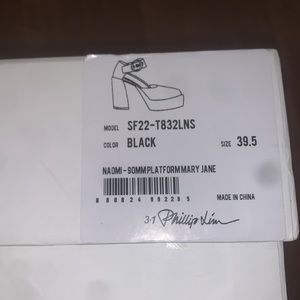 MODEL SF22-T832LNS
COLOR BLACK SIZE 39.5
NAOMI-90MM PLATFORM MARY JANE
MADE IN CHINA
3.1 Phillip Lim